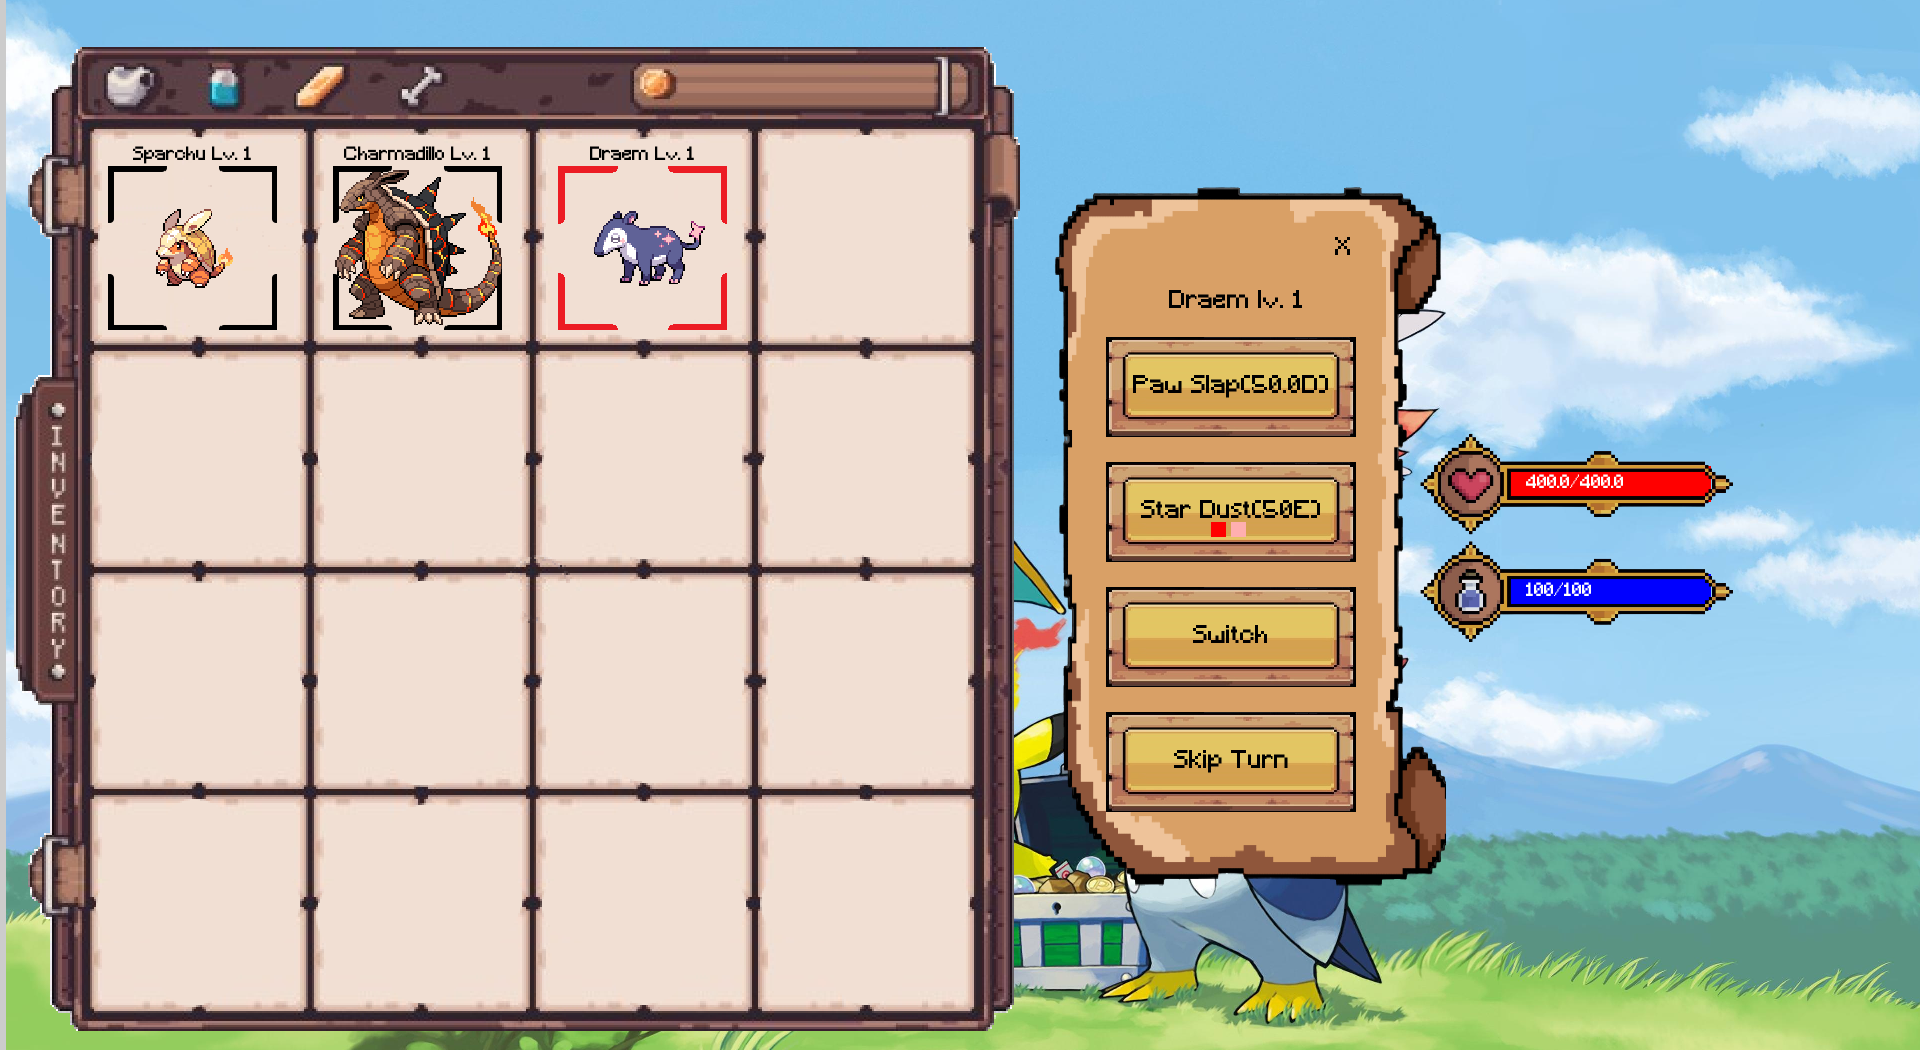 Sparchu Lv. 1
Charmadillo Lv. 1
Draem Lv. 1
INVENTORY
X
Draem lv. 1
Paw Slap(50.0D)
Star Dust(50E)
Switch
Skip Turn
400.0/400.0
100/100